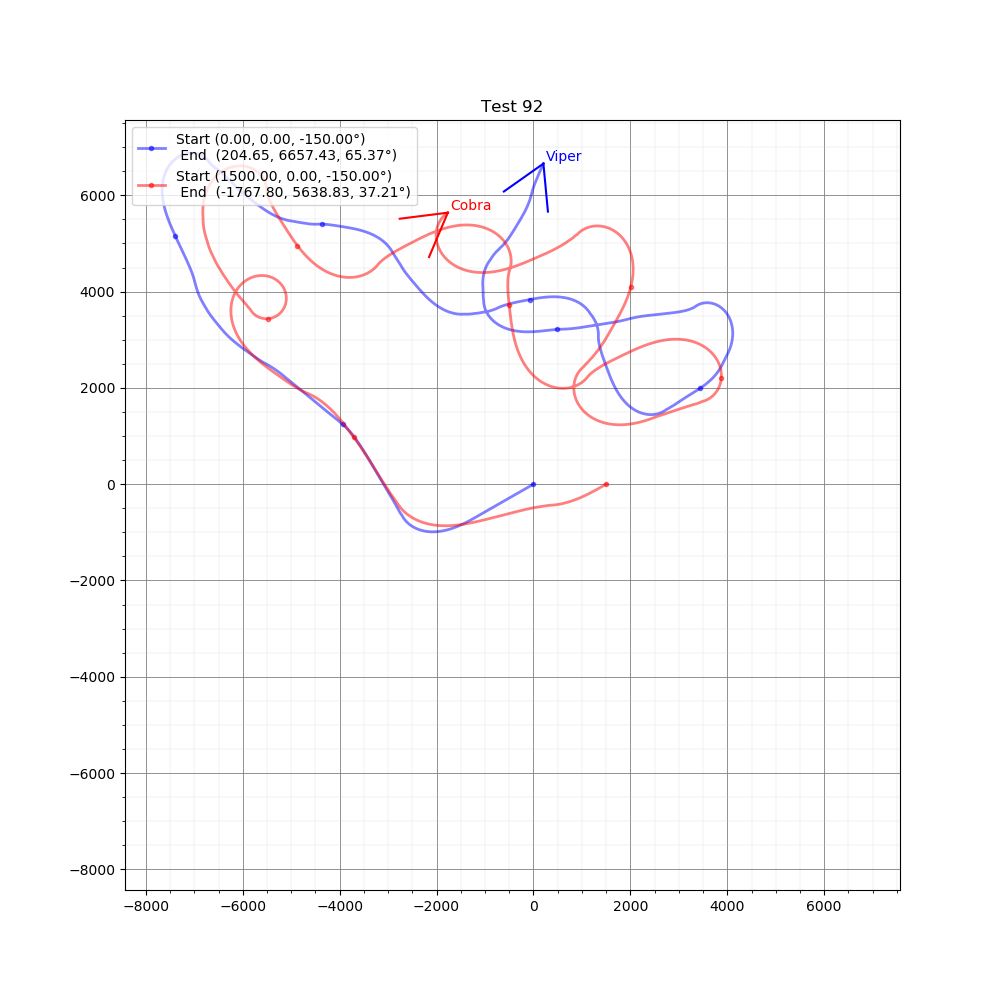 Test 92
Start (0.00, 0.00, -150.00°)
End (204.65, 6657.43, 65.37°)
Start (1500.00, 0.00, -150.00°)
End (-1767.80, 5638.83, 37.21°)
Viper
Cobra
6000
4000
2000
0
−2000
−4000
−6000
−8000
−8000 −6000 −4000 −2000 0 2000 4000 6000